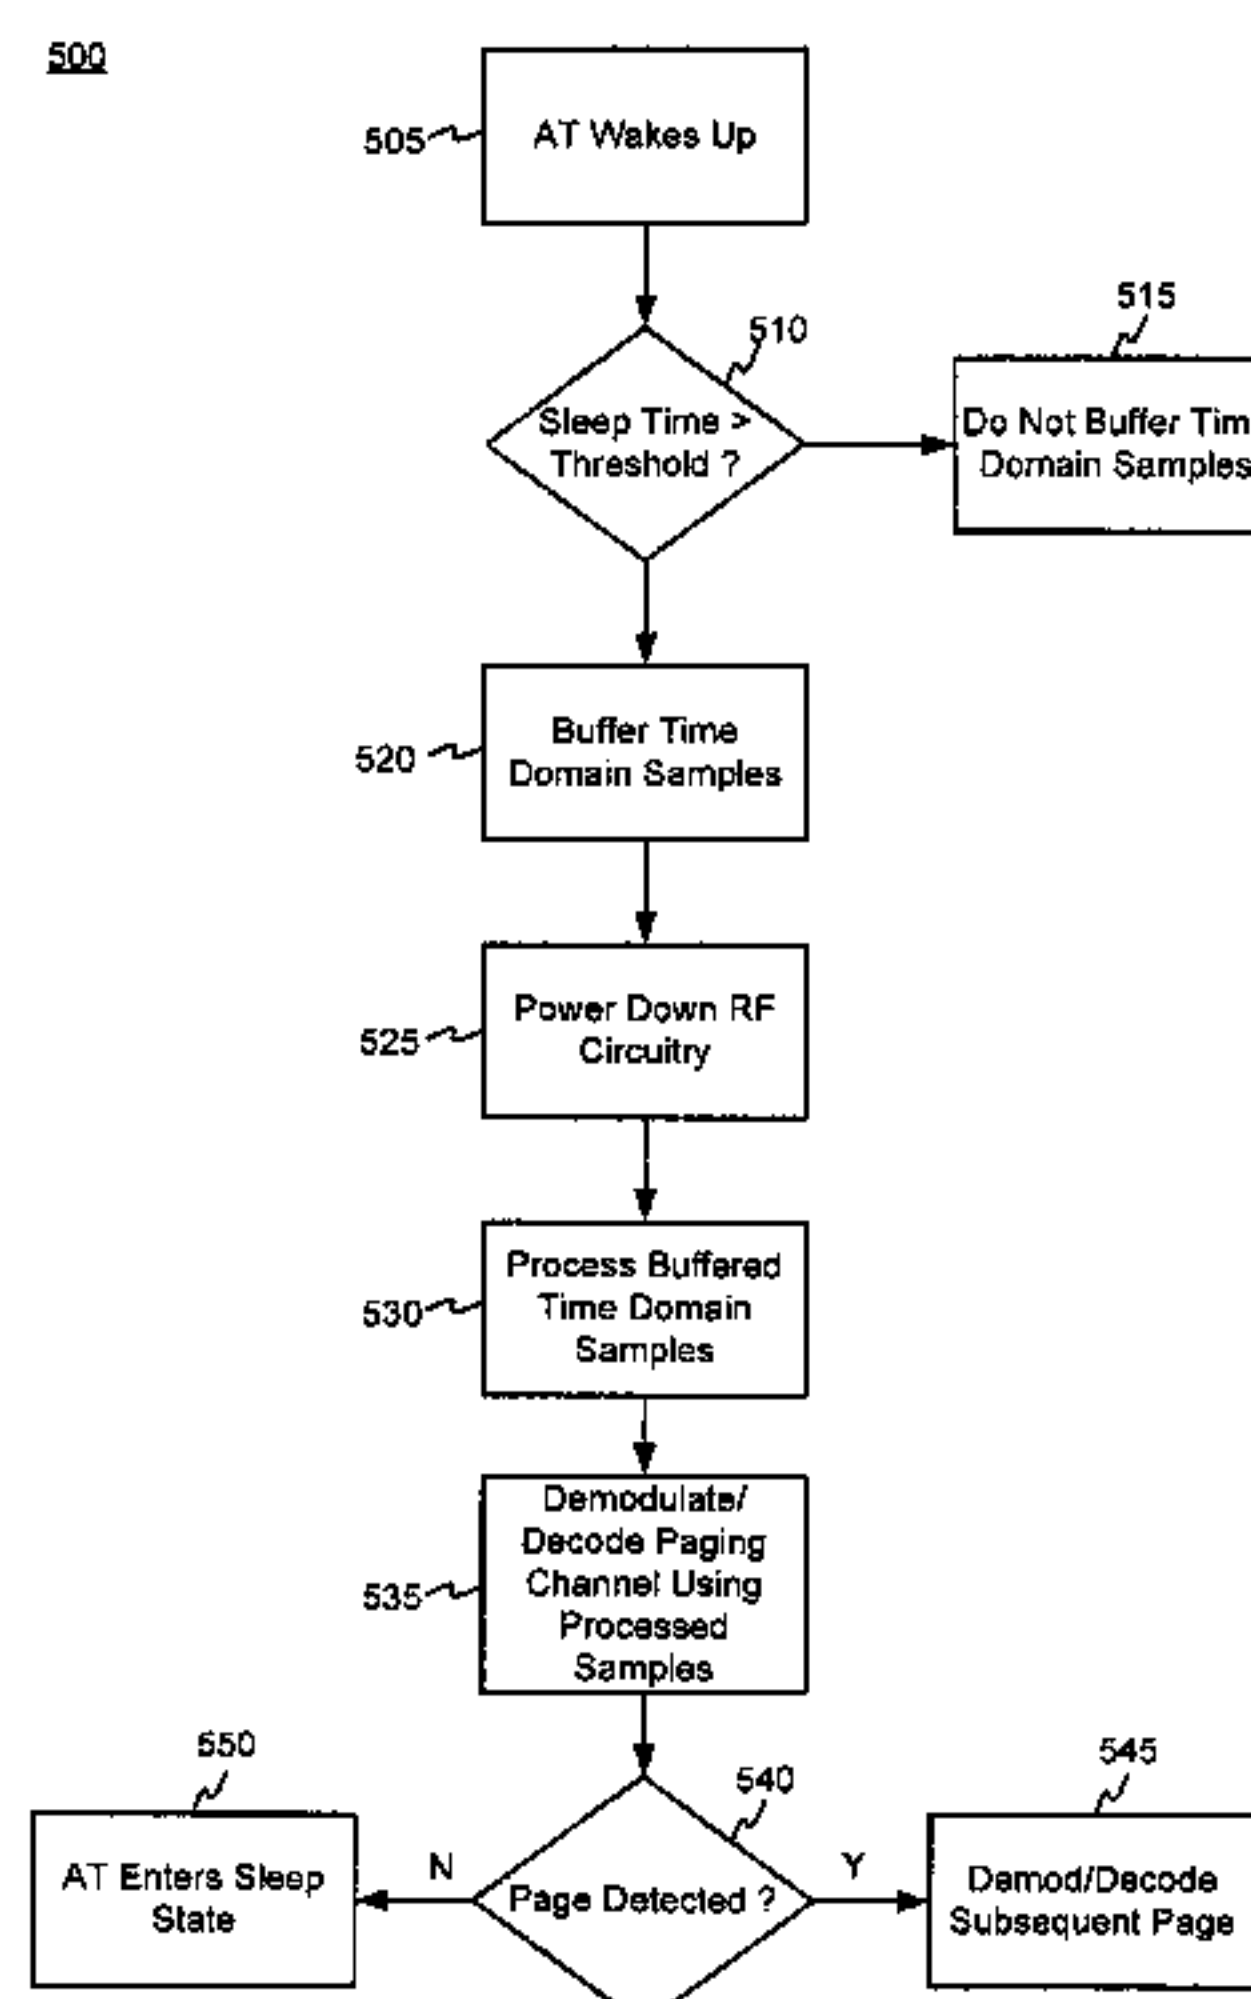 500
505
AT Wakes Up
510
Sleep Time >
Threshold ?
515
Do Not Buffer Tim
Domain Samples
520
Buffer Time
Domain Samples
525
Power Down RF
Circuitry
530
Process Buffered
Time Domain
Samples
535
Demodulate/
Decode Paging
Channel Using
Processed
Samples
540
Page Detected ?
N
Y
550
AT Enters Sleep
State
545
Demod/Decode
Subsequent Page